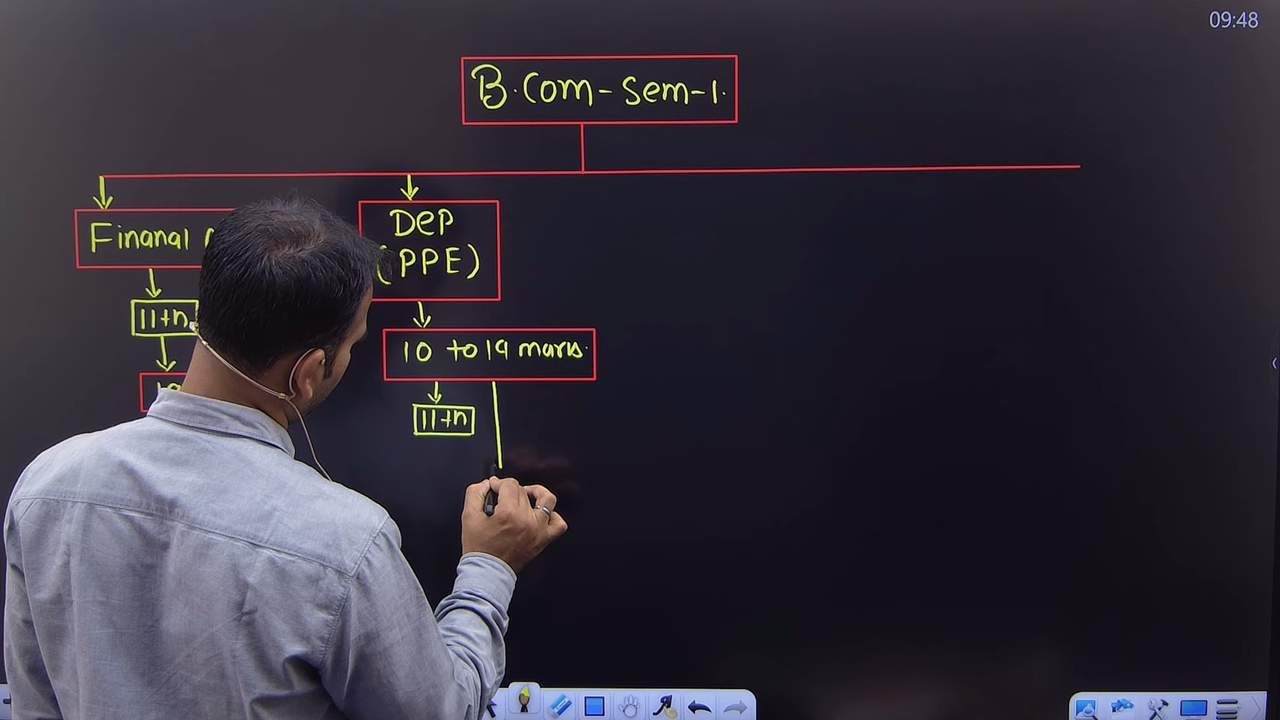 09:48
B.Com-Sem-1.
Finanal
Dep
(PPE)
11+n
10 to 19 marks.
11+n